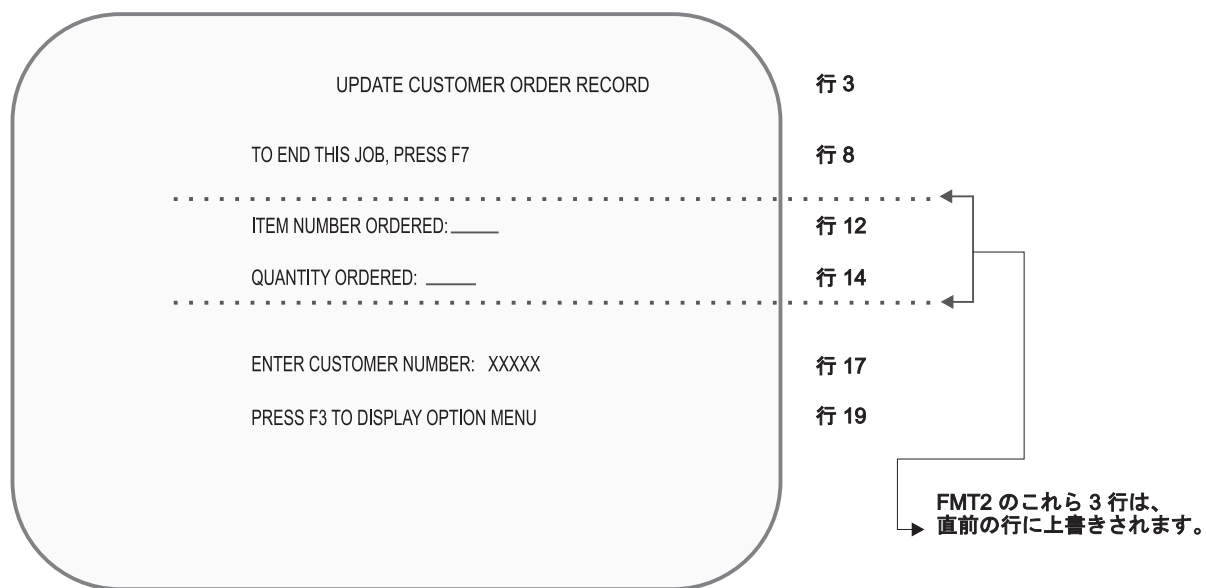 UPDATE CUSTOMER ORDER RECORD 行 3
TO END THIS JOB, PRESS F7 行 8
ITEM NUMBER ORDERED: 行 12
QUANTITY ORDERED: 行 14
ENTER CUSTOMER NUMBER: XXXXX 行 17
PRESS F3 TO DISPLAY OPTION MENU 行 19
FMT2 のこれら 3 行は、
直前の行に上書きされます。